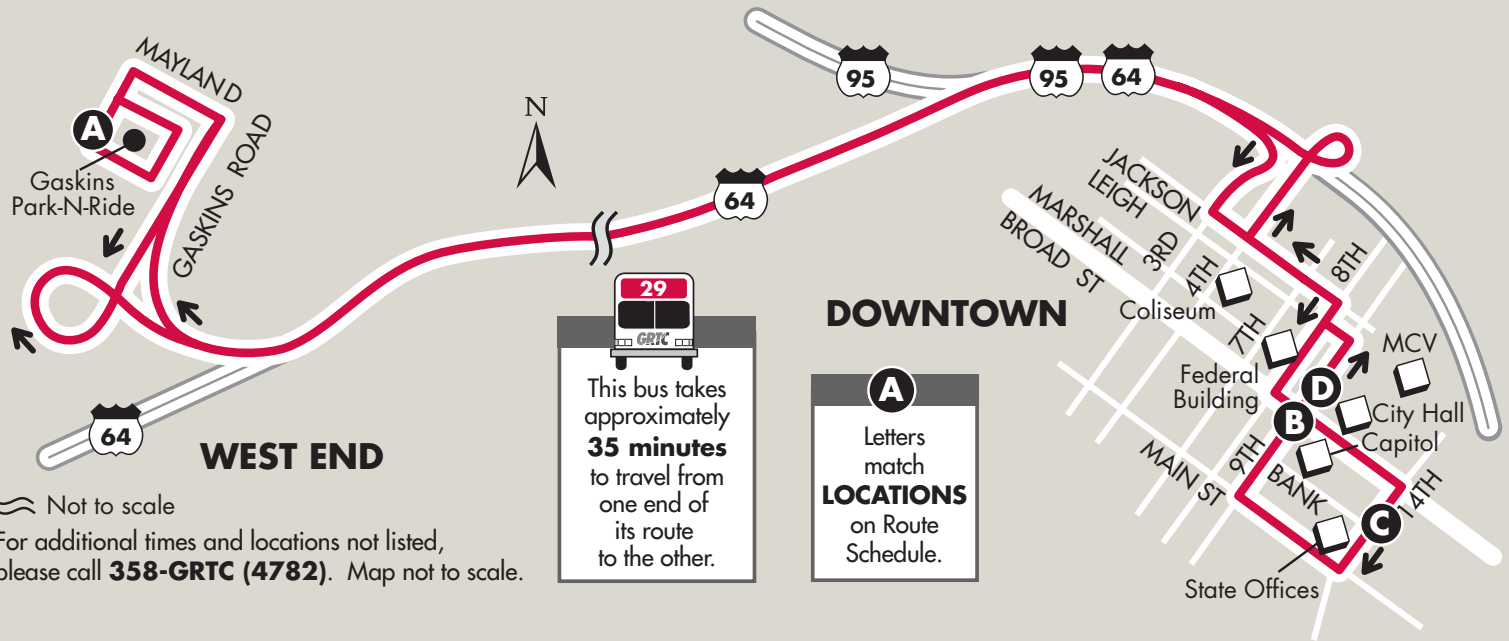 MAYLAND
GASKINS ROAD
A
Gaskins
Park-N-Ride
64
WEST END
Not to scale
For additional times and locations not listed,
please call 358-GRTC (4782). Map not to scale.
N
64
29
GRTC
This bus takes
approximately
35 minutes
to travel from
one end of
its route
to the other.
95
95
64
DOWNTOWN
A
Letters
match
LOCATIONS
on Route
Schedule.
JACKSON
LEIGH
MARSHALL
BROAD ST
3RD
4TH
8TH
Coliseum
7TH
MCV
Federal
Building
D
City Hall
B
Capitol
9TH
MAIN ST
BANK
14TH
C
State Offices